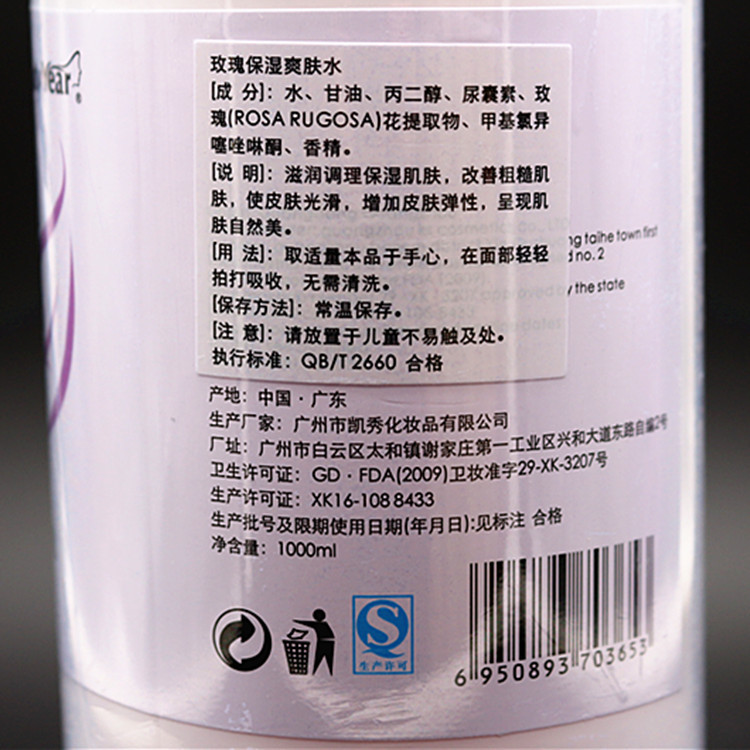 ear®
玫瑰保湿爽肤水
[成 分]：水、甘油、丙二醇、尿囊素、玫
瑰(ROSA RUGOSA)花提取物、甲基氯异
噻唑啉酮、香精。
[说 明]：滋润调理保湿肌肤，改善粗糙肌
肤，使皮肤光滑，增加皮肤弹性，呈现肌
肤自然美。
[用 法]：取适量本品于手心，在面部轻轻
拍打吸收，无需清洗。
[保存方法]：常温保存。
[注 意]：请放置于儿童不易触及处。
执行标准：QB/T 2660 合格
ng taihe town first
d no. 2
y the state
产地：中国·广东
生产厂家：广州市凯秀化妆品有限公司
厂址：广州市白云区太和镇谢家庄第一工业区兴和大道东路自编2号
卫生许可证：GD·FDA(2009)卫妆准字29-XK-3207号
生产许可证：XK16-108 8433
生产批号及限期使用日期(年月日):见标注 合格
净含量：1000ml
QS
生产许可
6 950893 703653